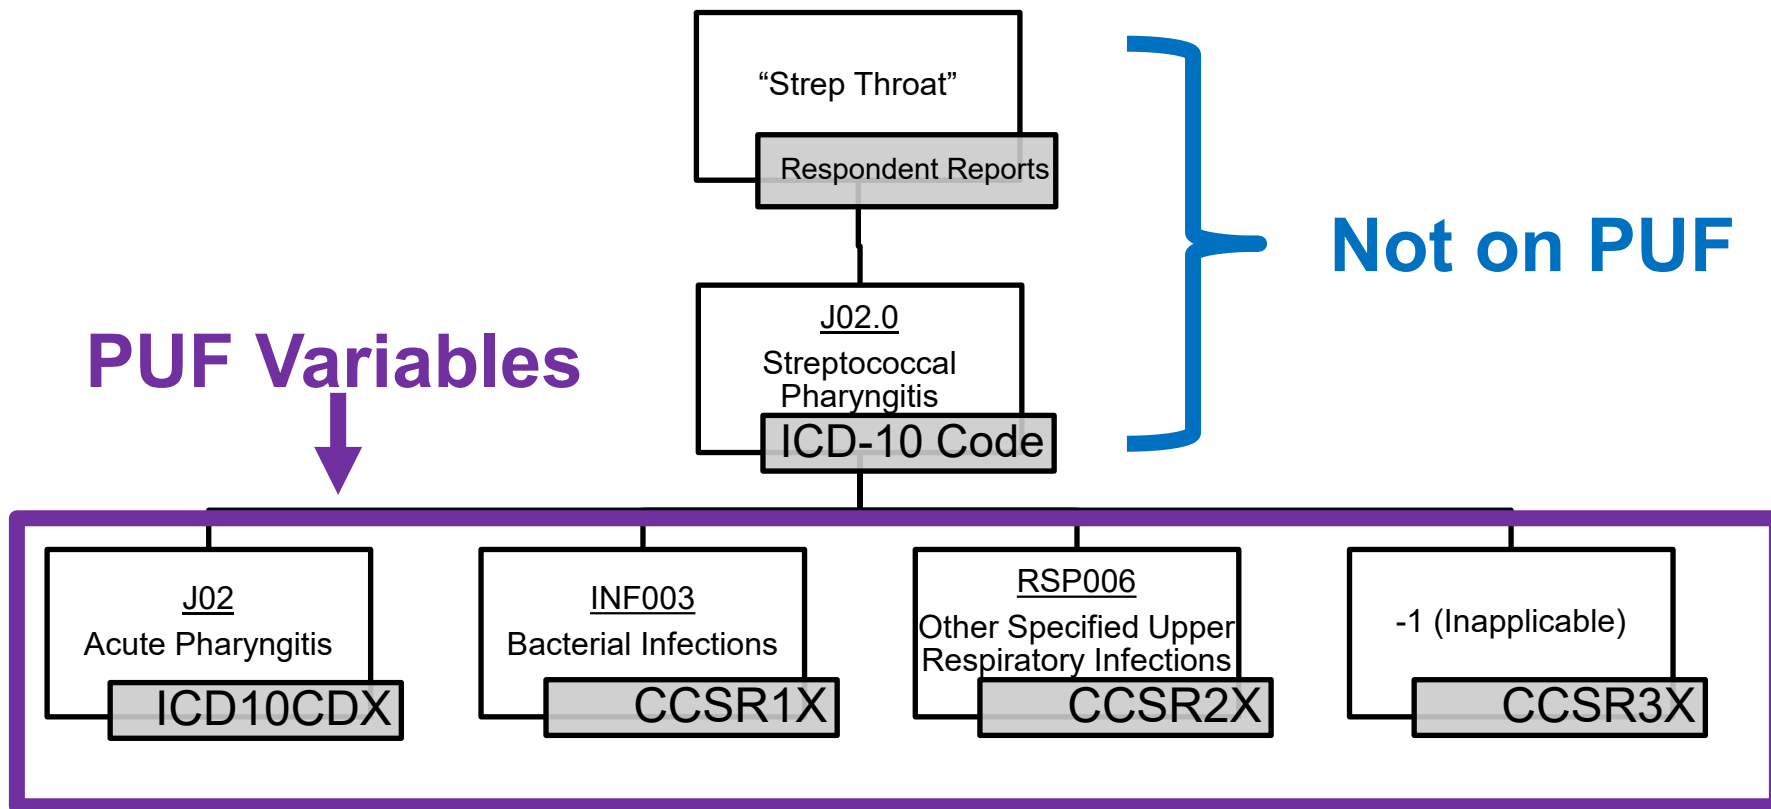 “Strep Throat”
Respondent Reports
Not on PUF
J02.0
Streptococcal
Pharyngitis
ICD-10 Code
PUF Variables
J02
Acute Pharyngitis
ICD10CDX
INF003
Bacterial Infections
CCSR1X
RSP006
Other Specified Upper
Respiratory Infections
CCSR2X
-1 (Inapplicable)
CCSR3X